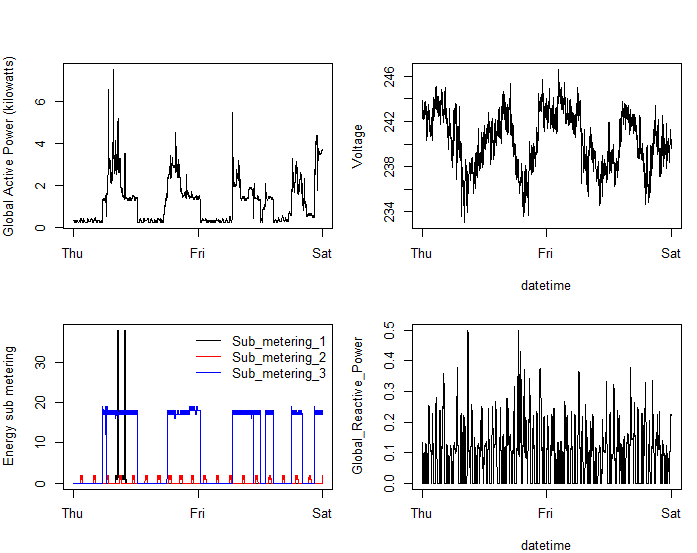 Global Active Power (kilowatts)
0 2 4 6
Thu Fri Sat
Voltage
234 238 242 246
Thu Fri Sat
datetime
Energy sub metering
0 10 20 30
Sub_metering_1
Sub_metering_2
Sub_metering_3
Thu Fri Sat
Global_Reactive_Power
0.0 0.1 0.2 0.3 0.4 0.5
Thu Fri Sat
datetime